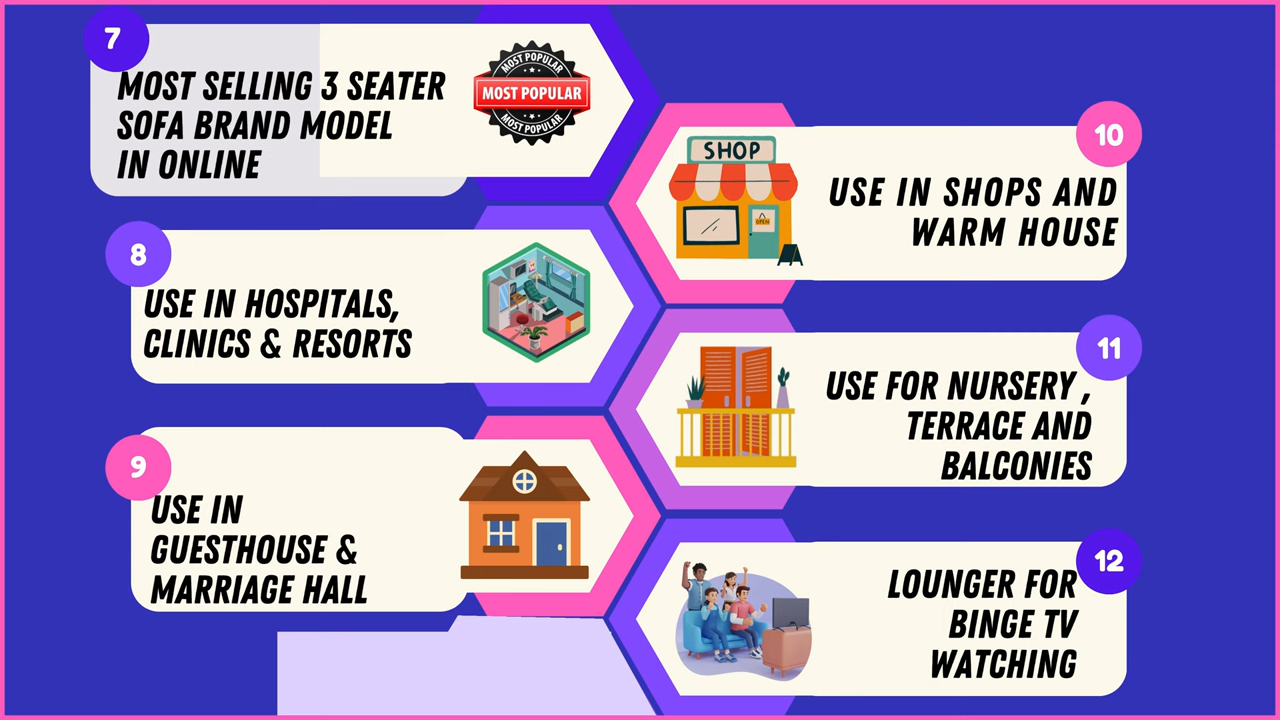 7
MOST SELLING 3 SEATER
SOFA BRAND MODEL
IN ONLINE
MOST POPULAR
MOST POPULAR
MOST POPULAR
8
USE IN HOSPITALS,
CLINICS & RESORTS
9
USE IN
GUESTHOUSE &
MARRIAGE HALL
10
SHOP
OPEN
USE IN SHOPS AND
WARM HOUSE
11
USE FOR NURSERY ,
TERRACE AND
BALCONIES
12
LOUNGER FOR
BINGE TV
WATCHING